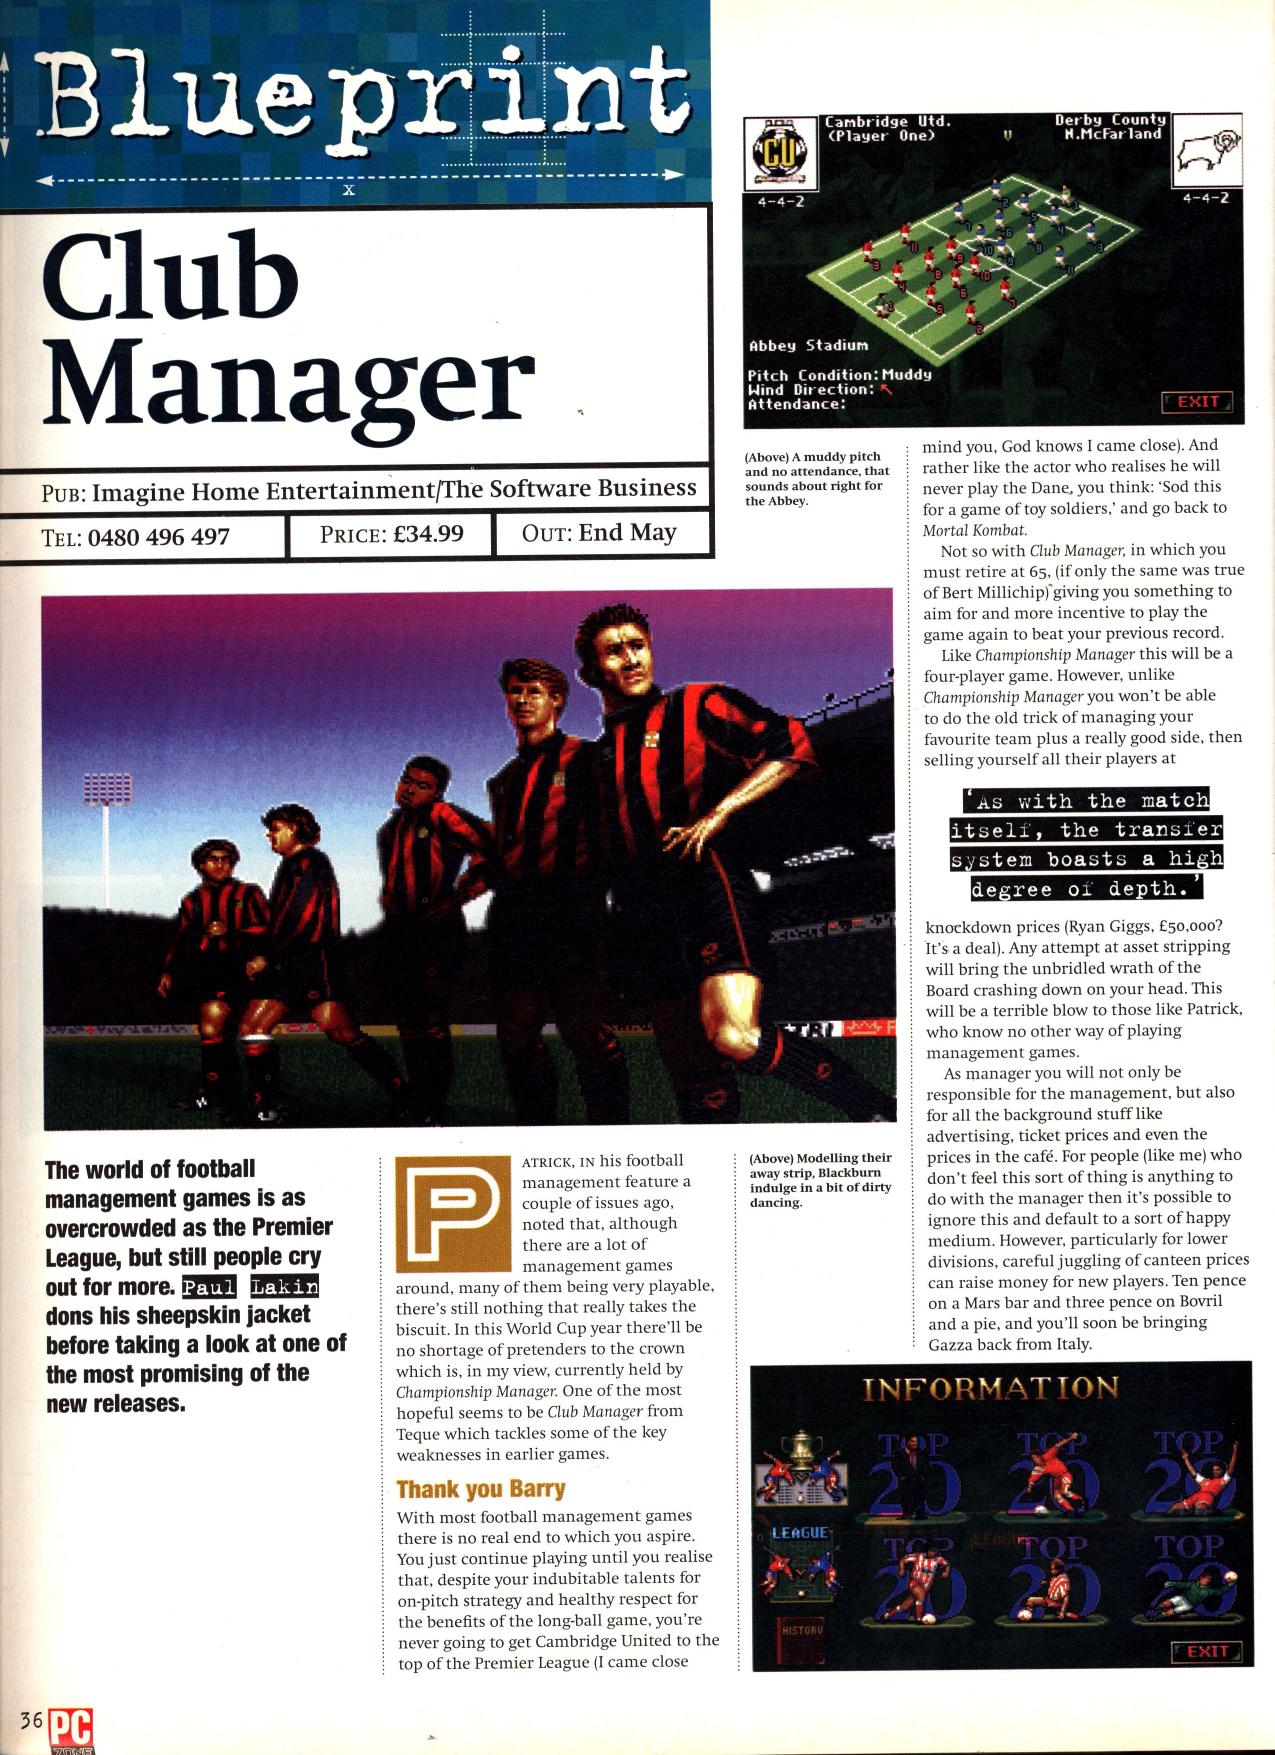 Blueprint
x
Club
Manager
PUB: Imagine Home Entertainment/The Software Business
TEL: 0480 496 497
PRICE: £34.99
OUT: End May
The world of football
management games is as
overcrowded as the Premier
League, but still people cry
out for more. Paul Lakin
dons his sheepskin jacket
before taking a look at one of
the most promising of the
new releases.
PATRICK, IN his football
management feature a
couple of issues ago,
noted that, although
there are a lot of
management games
around, many of them being very playable,
there's still nothing that really takes the
biscuit. In this World Cup year there'll be
no shortage of pretenders to the crown
which is, in my view, currently held by
Championship Manager. One of the most
hopeful seems to be Club Manager from
Teque which tackles some of the key
weaknesses in earlier games.
Thank you Barry
With most football management games
there is no real end to which you aspire.
You just continue playing until you realise
that, despite your indubitable talents for
on-pitch strategy and healthy respect for
the benefits of the long-ball game, you're
never going to get Cambridge United to the
top of the Premier League (I came close
Cambridge Utd.
(Player One)
V
Derby County
N.McFarland
CU
4-4-2
4-4-2
Abbey Stadium
Pitch Condition:Muddy
Wind Direction:
Attendance:
EXIT
(Above) A muddy pitch
and no attendance, that
sounds about right for
the Abbey.
(Above) Modelling their
away strip, Blackburn
indulge in a bit of dirty
dancing.
mind you, God knows I came close). And
rather like the actor who realises he will
never play the Dane, you think: 'Sod this
for a game of toy soldiers,' and go back to
Mortal Kombat.
Not so with Club Manager, in which you
must retire at 65, (if only the same was true
of Bert Millichip) giving you something to
aim for and more incentive to play the
game again to beat your previous record.
Like Championship Manager this will be a
four-player game. However, unlike
Championship Manager you won't be able
to do the old trick of managing your
favourite team plus a really good side, then
selling yourself all their players at
'As with the match
itself, the transfer
system boasts a high
degree of depth.'
knockdown prices (Ryan Giggs, £50,000?
It's a deal). Any attempt at asset stripping
will bring the unbridled wrath of the
Board crashing down on your head. This
will be a terrible blow to those like Patrick,
who know no other way of playing
management games.
As manager you will not only be
responsible for the management, but also
for all the background stuff like
advertising, ticket prices and even the
prices in the café. For people (like me) who
don't feel this sort of thing is anything to
do with the manager then it's possible to
ignore this and default to a sort of happy
medium. However, particularly for lower
divisions, careful juggling of canteen prices
can raise money for new players. Ten pence
on a Mars bar and three pence on Bovril
and a pie, and you'll soon be bringing
Gazza back from Italy.
INFORMATION
TOP 20
TOP 20
TOP 20
LEAGUE
TOP 20
TOP 20
TOP 20
HISTORY
EXIT
36
PC
ZONE